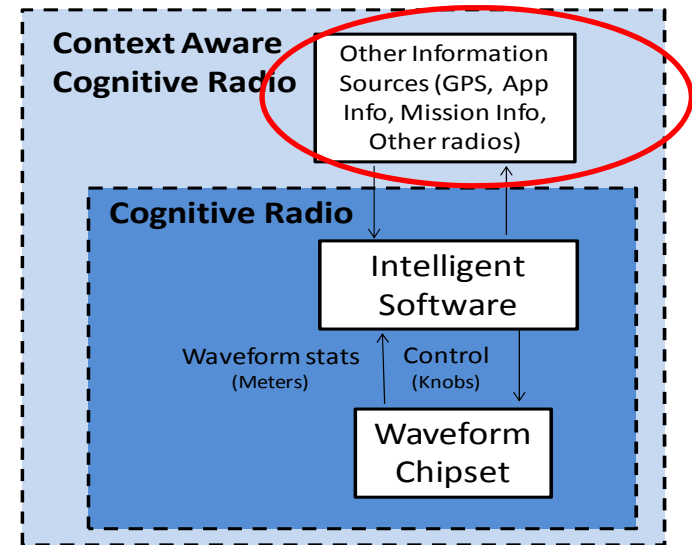 Context Aware
Cognitive Radio
Other Information
Sources (GPS, App
Info, Mission Info,
Other radios)
Cognitive Radio
Intelligent
Software
Waveform stats
(Meters)
Control
(Knobs)
Waveform
Chipset